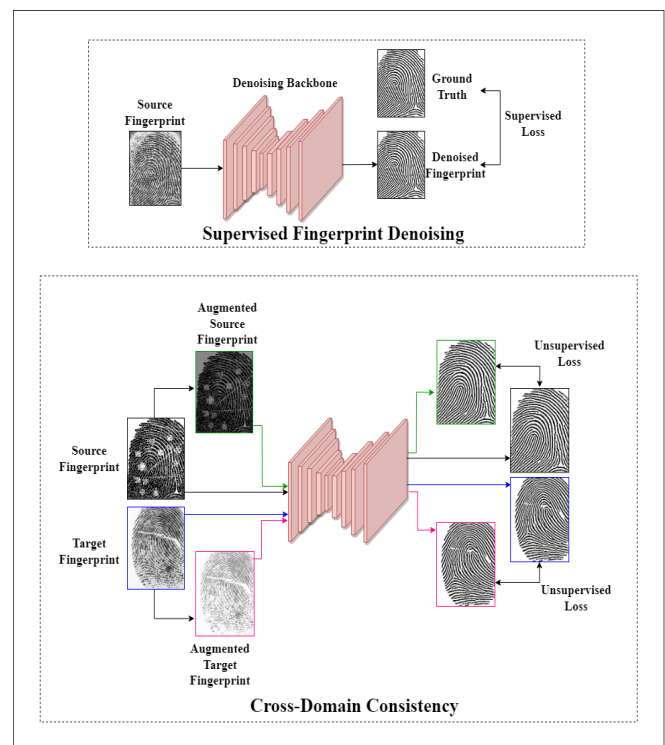 Denoising Backbone
Source
Fingerprint
Ground
Truth
Supervised
Loss
Denoised
Fingerprint
Supervised Fingerprint Denoising
Augmented
Source
Fingerprint
Unsupervised
Loss
Source
Fingerprint
Target
Fingerprint
Unsupervised
Loss
Augmented
Target
Fingerprint
Cross-Domain Consistency